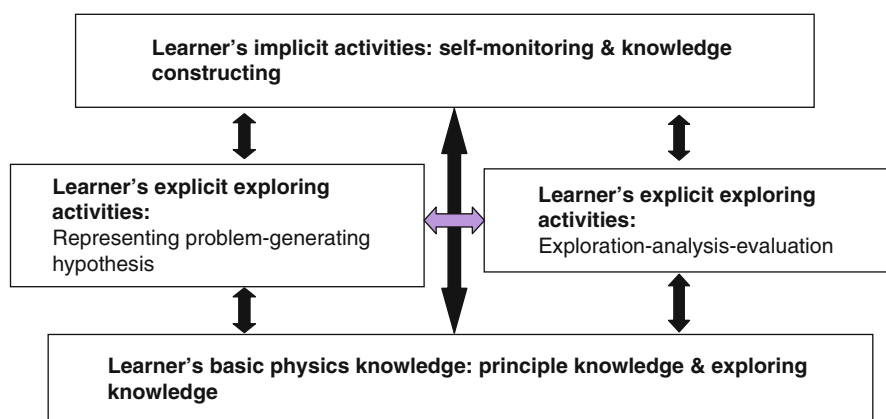 Learner's implicit activities: self-monitoring & knowledge
constructing
Learner's explicit exploring
activities:
Representing problem-generating
hypothesis
Learner's explicit exploring
activities:
Exploration-analysis-evaluation
Learner's basic physics knowledge: principle knowledge & exploring
knowledge